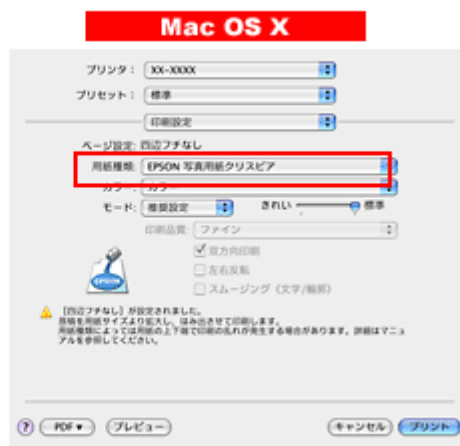 Mac OS X
プリンタ： XX-XXXX
プリセット： 標準
印刷設定
ページ設定: 四辺フチなし
用紙種類: EPSON 写真用紙クリスピア
カラー: カラー
モード: 推奨設定 きれい 標準
印刷品質: ファイン
双方向印刷
左右反転
スムージング（文字/輪郭）
EPSON
［四辺フチなし］が設定されました。
原稿を用紙サイズより拡大し、はみ出させて印刷します。
用紙種類によっては用紙の上下端で印刷の乱れが発生する場合があります。詳細はマニュ
アルを参照してください。
? PDF▼ プレビュー キャンセル プリント